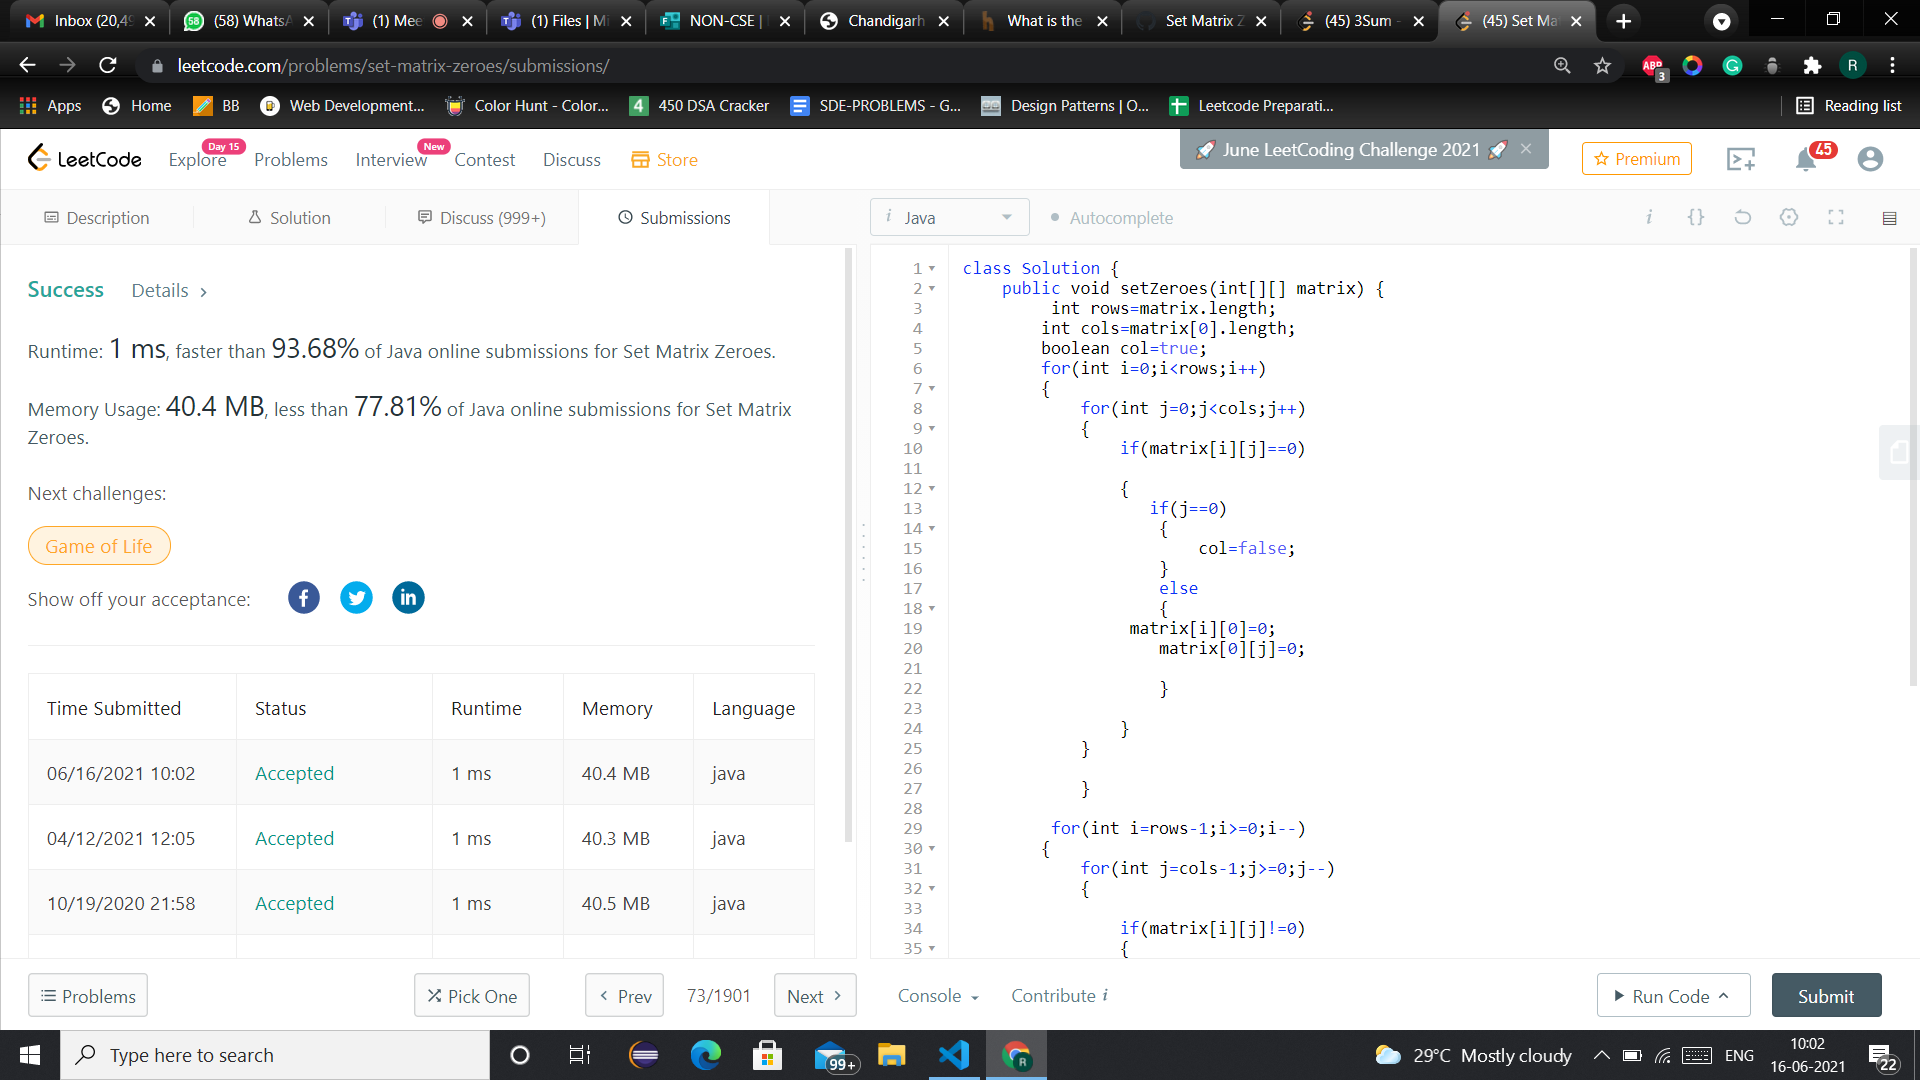 Inbox (20,49
(58) WhatsA
(1) Mee
(1) Files | Mi
NON-CSE |
Chandigarh
What is the
Set Matrix Z
(45) 3Sum -
(45) Set Ma
leetcode.com/problems/set-matrix-zeroes/submissions/
ABP 3
G
R
Apps
Home
BB
Web Development...
Color Hunt - Color...
4 450 DSA Cracker
SDE-PROBLEMS - G...
Design Patterns | O...
Leetcode Preparati...
Reading list
LeetCode
Explore Day 15
Problems
Interview New
Contest
Discuss
Store
🚀 June LeetCoding Challenge 2021 🚀 ×
Premium
45
Description
Solution
Discuss (999+)
Submissions
i Java
Autocomplete
i {}
Success Details >
Runtime: 1 ms, faster than 93.68% of Java online submissions for Set Matrix Zeroes.
Memory Usage: 40.4 MB, less than 77.81% of Java online submissions for Set Matrix
Zeroes.
Next challenges:
Game of Life
Show off your acceptance:
Time Submitted Status Runtime Memory Language
06/16/2021 10:02 Accepted 1 ms 40.4 MB java
04/12/2021 12:05 Accepted 1 ms 40.3 MB java
10/19/2020 21:58 Accepted 1 ms 40.5 MB java
1 class Solution {
2 public void setZeroes(int[][] matrix) {
3 int rows=matrix.length;
4 int cols=matrix[0].length;
5 boolean col=true;
6 for(int i=0;i<rows;i++)
7 {
8 for(int j=0;j<cols;j++)
9 {
10 if(matrix[i][j]==0)
11
12 {
13 if(j==0)
14 {
15 col=false;
16 }
17 else
18 {
19 matrix[i][0]=0;
20 matrix[0][j]=0;
21
22 }
23
24 }
25 }
26
27 }
28
29 for(int i=rows-1;i>=0;i--)
30 {
31 for(int j=cols-1;j>=0;j--)
32 {
33
34 if(matrix[i][j]!=0)
35 {
Problems
Pick One
< Prev
73/1901
Next >
Console
Contribute i
Run Code
Submit
Type here to search
99+
R
29°C Mostly cloudy
ENG
10:02
16-06-2021
22